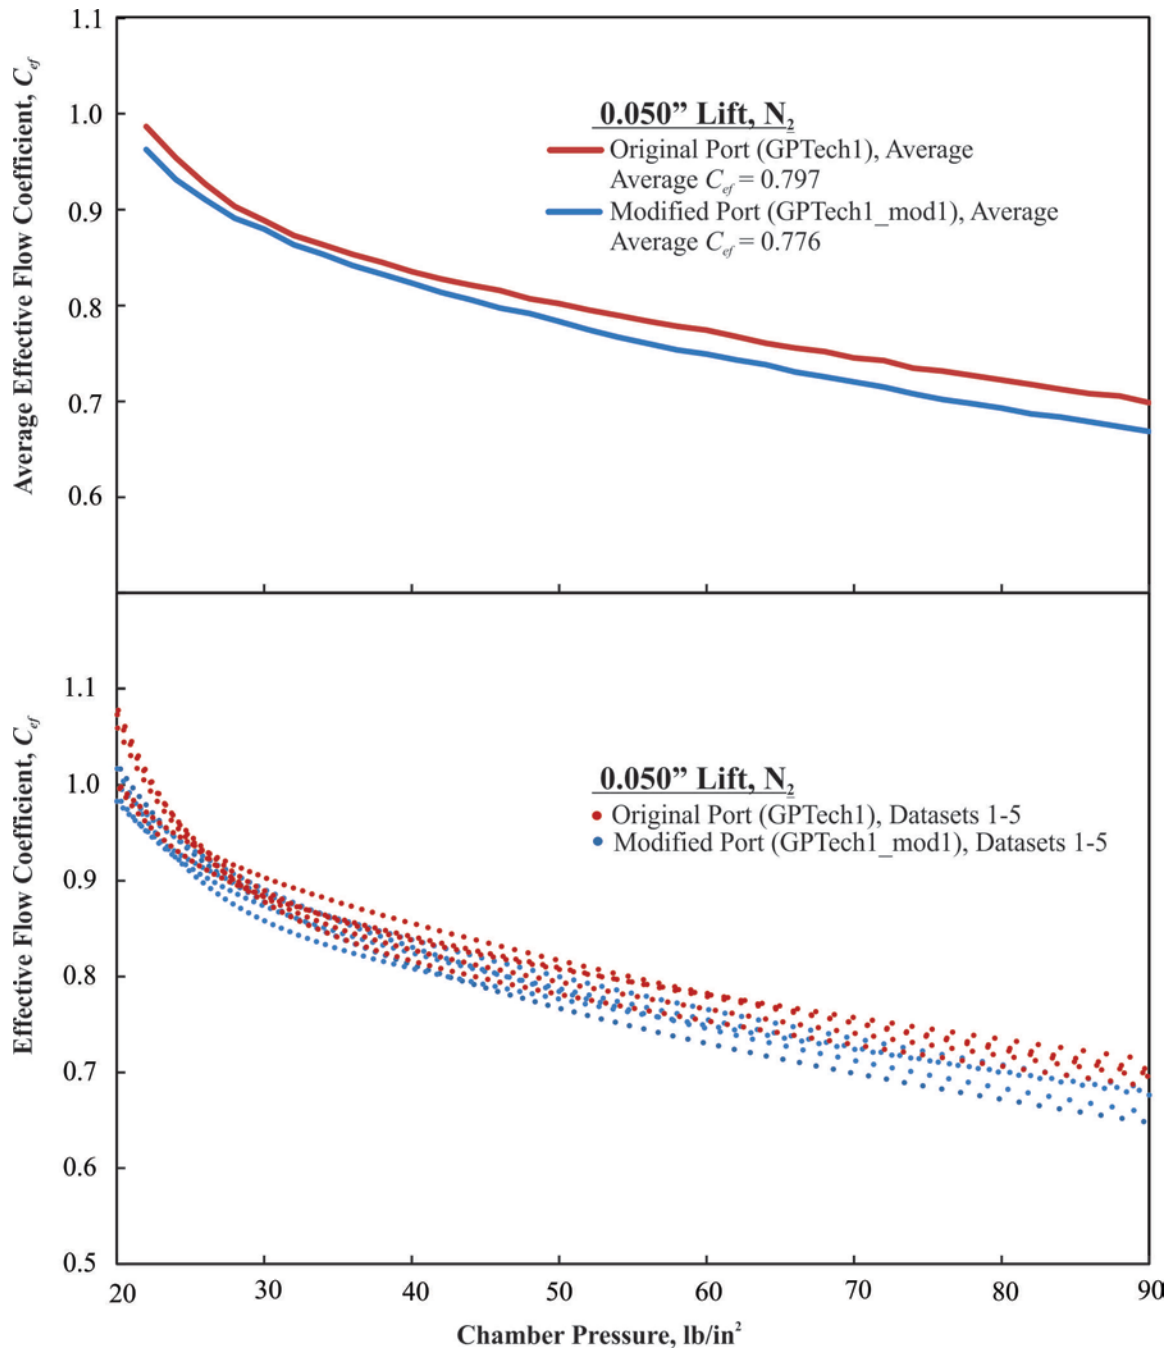 1.1
1.0
0.9
0.8
0.7
0.6
Average Effective Flow Coefficient, C_ef
0.050” Lift, N₂
Original Port (GPTech1), Average
Average C_ef = 0.797
Modified Port (GPTech1_mod1), Average
Average C_ef = 0.776
1.1
1.0
0.9
0.8
0.7
0.6
0.5
Effective Flow Coefficient, C_ef
0.050” Lift, N₂
Original Port (GPTech1), Datasets 1-5
Modified Port (GPTech1_mod1), Datasets 1-5
20 30 40 50 60 70 80 90
Chamber Pressure, lb/in²